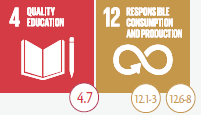 4 QUALITY
EDUCATION
12 RESPONSIBLE
CONSUMPTION
AND PRODUCTION
4.7
12.1-3
12.6-8